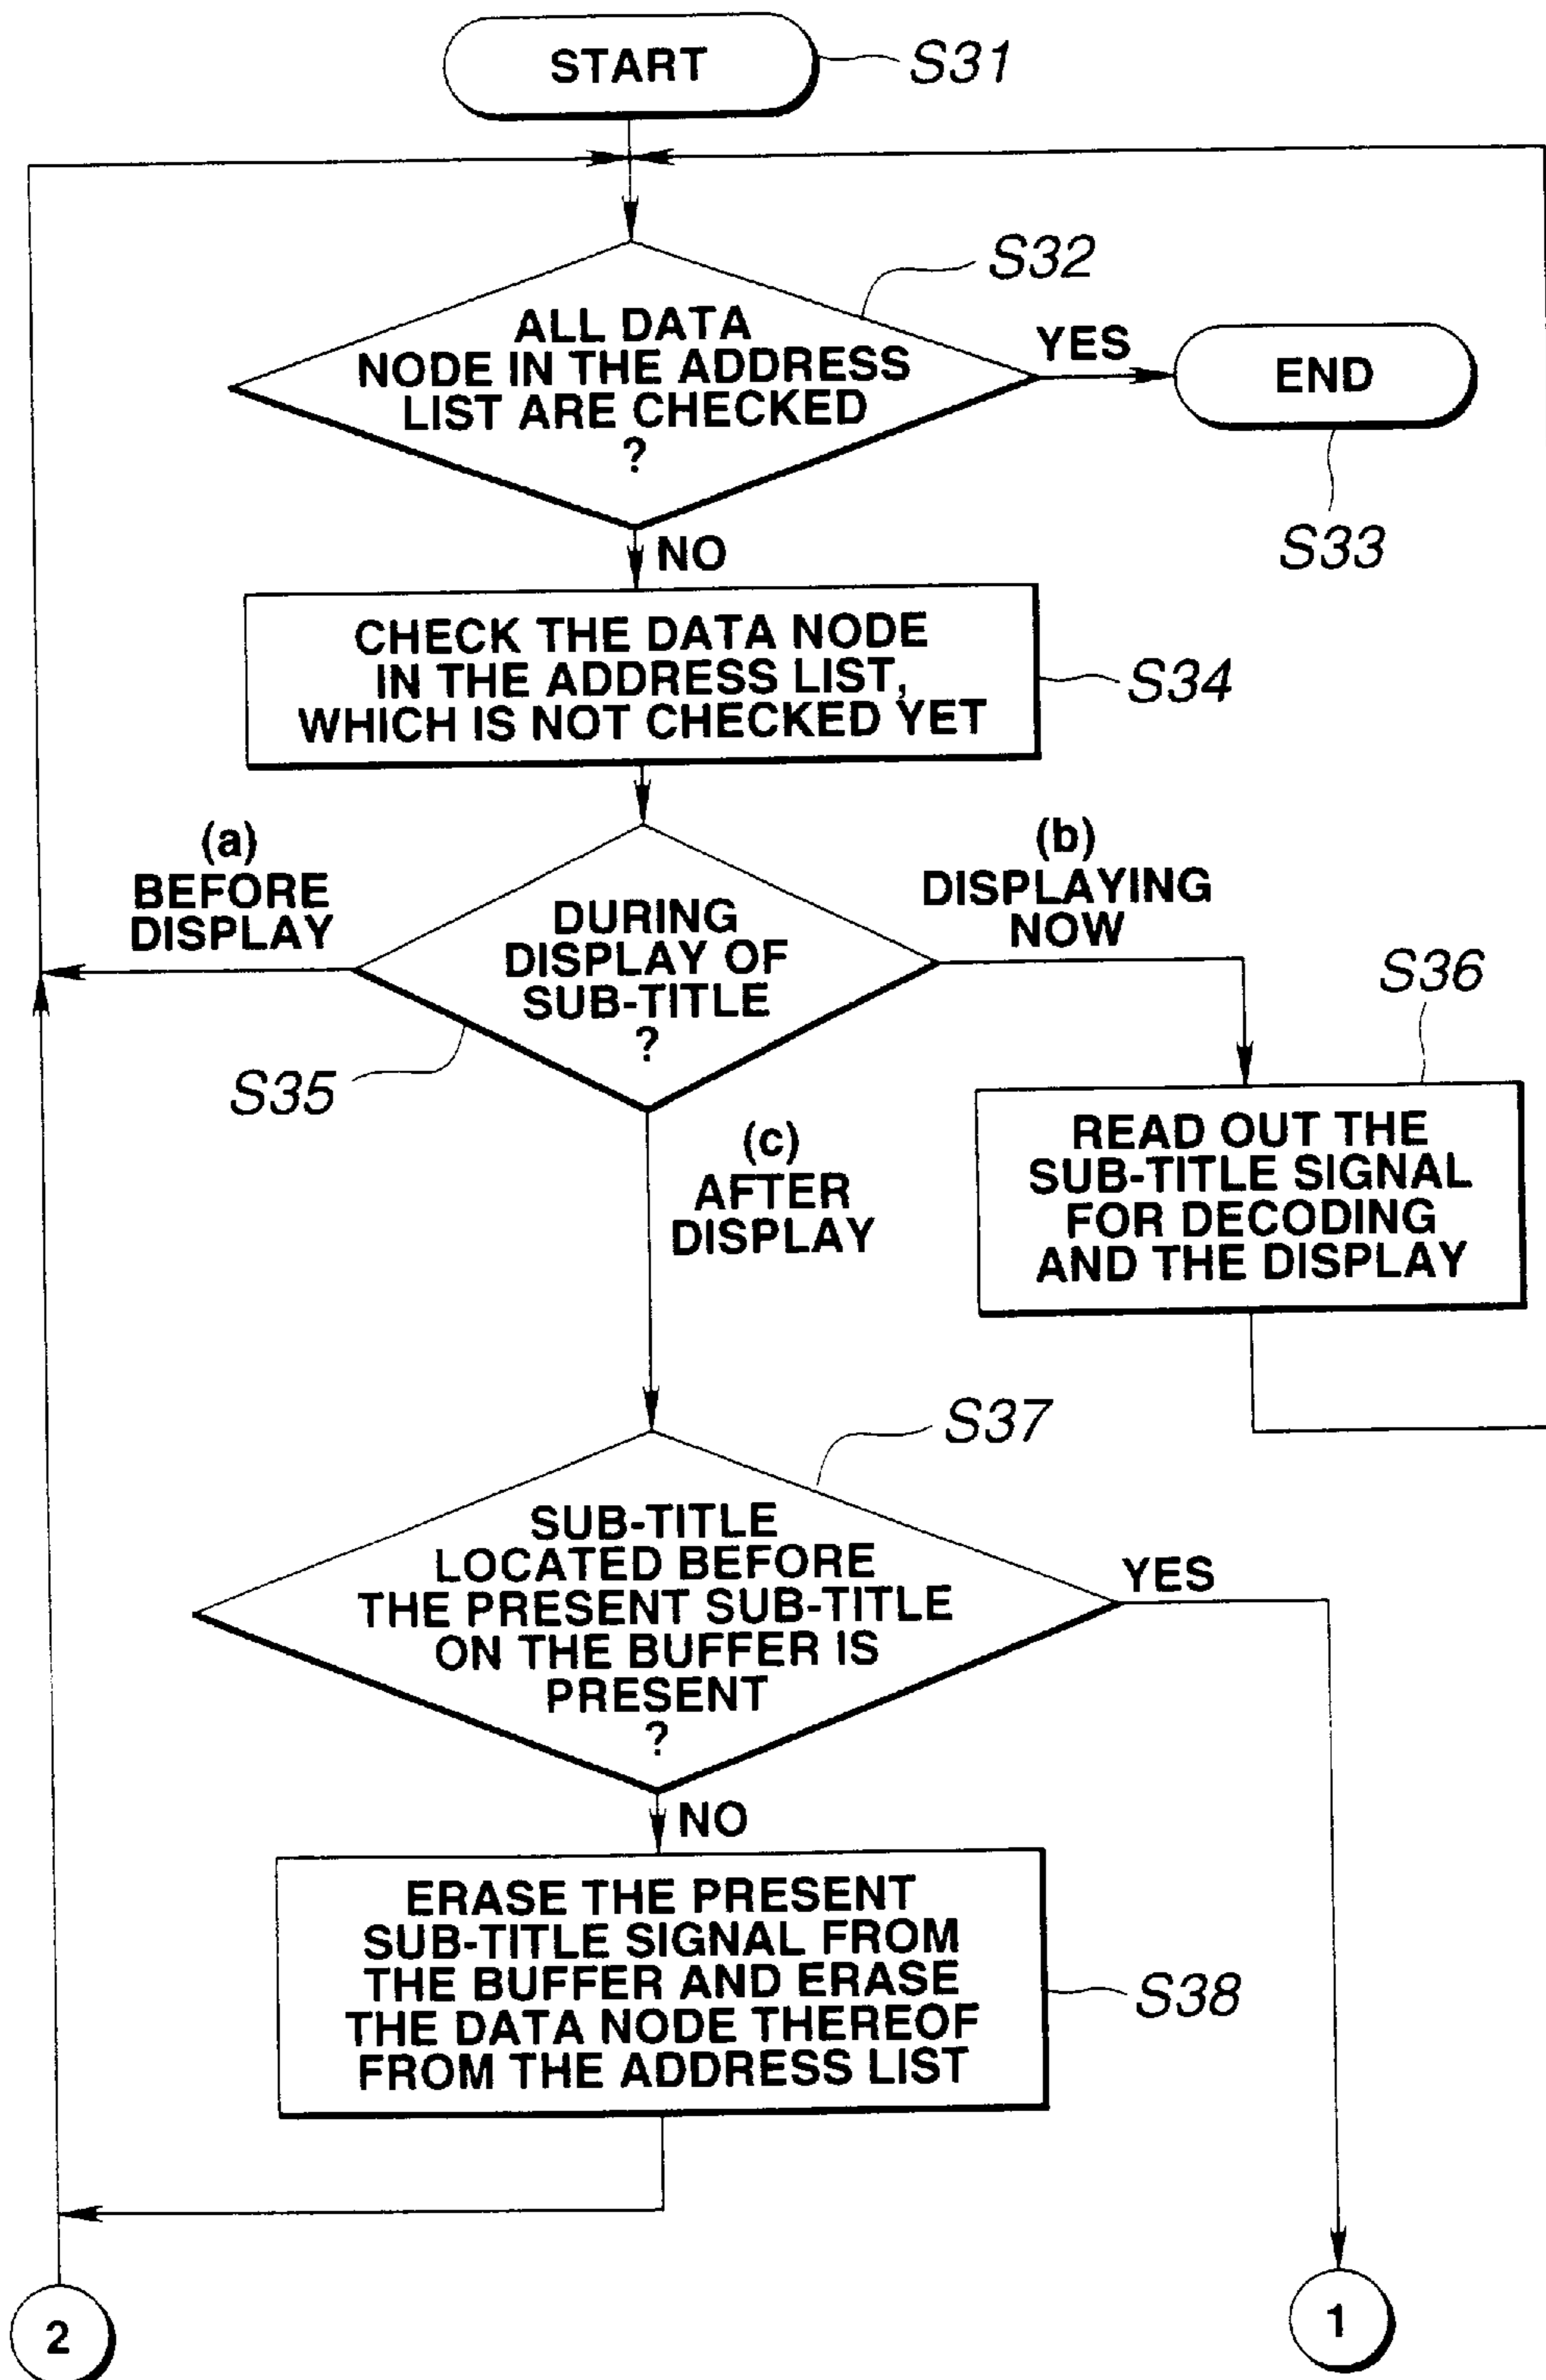 START
S31
S32
ALL DATA
NODE IN THE ADDRESS
LIST ARE CHECKED
?
YES
END
S33
NO
CHECK THE DATA NODE
IN THE ADDRESS LIST,
WHICH IS NOT CHECKED YET
S34
(a)
BEFORE
DISPLAY
(b)
DISPLAYING
NOW
DURING
DISPLAY OF
SUB-TITLE
?
S35
S36
READ OUT THE
SUB-TITLE SIGNAL
FOR DECODING
AND THE DISPLAY
(c)
AFTER
DISPLAY
S37
SUB-TITLE
LOCATED BEFORE
THE PRESENT SUB-TITLE
ON THE BUFFER IS
PRESENT
?
YES
NO
ERASE THE PRESENT
SUB-TITLE SIGNAL FROM
THE BUFFER AND ERASE
THE DATA NODE THEREOF
FROM THE ADDRESS LIST
S38
2
1